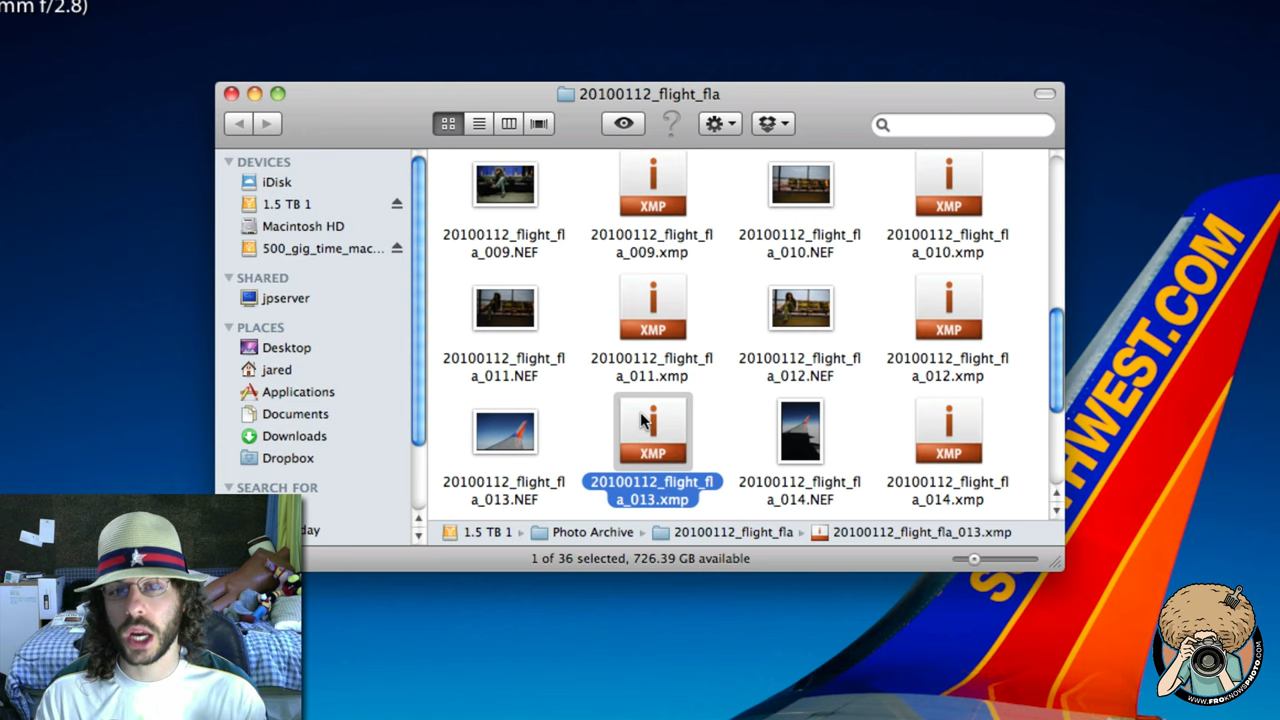 mm f/2.8)
20100112_flight_fla
DEVICES
iDisk
1.5 TB 1
Macintosh HD
500_gig_time_mac...
SHARED
jpserver
PLACES
Desktop
jared
Applications
Documents
Downloads
Dropbox
SEARCH FOR
day
XMP
XMP
20100112_flight_fl
a_009.NEF
20100112_flight_fl
a_009.xmp
20100112_flight_fl
a_010.NEF
20100112_flight_fl
a_010.xmp
XMP
XMP
20100112_flight_fl
a_011.NEF
20100112_flight_fl
a_011.xmp
20100112_flight_fl
a_012.NEF
20100112_flight_fl
a_012.xmp
XMP
XMP
20100112_flight_fl
a_013.NEF
20100112_flight_fl
a_013.xmp
20100112_flight_fl
a_014.NEF
20100112_flight_fl
a_014.xmp
1.5 TB 1 Photo Archive 20100112_flight_fla 20100112_flight_fla_013.xmp
1 of 36 selected, 726.39 GB available
HWEST.COM
WWW.FROKNOWSPHOTO.COM